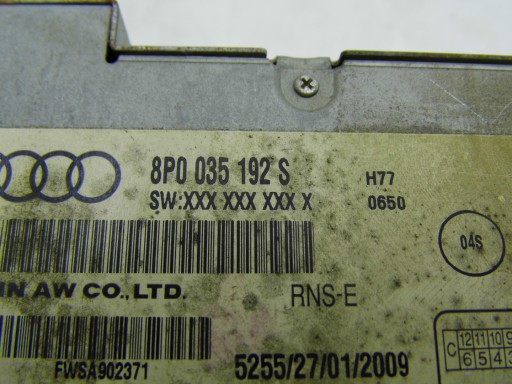 8P0 035 192 S
H77
SW:XXX XXX XXX X
0650
04S
AW CO.,LTD.
RNS-E
FWSA902371
5255/27/01/2009
C 12 11 10 9
6 5 4 3